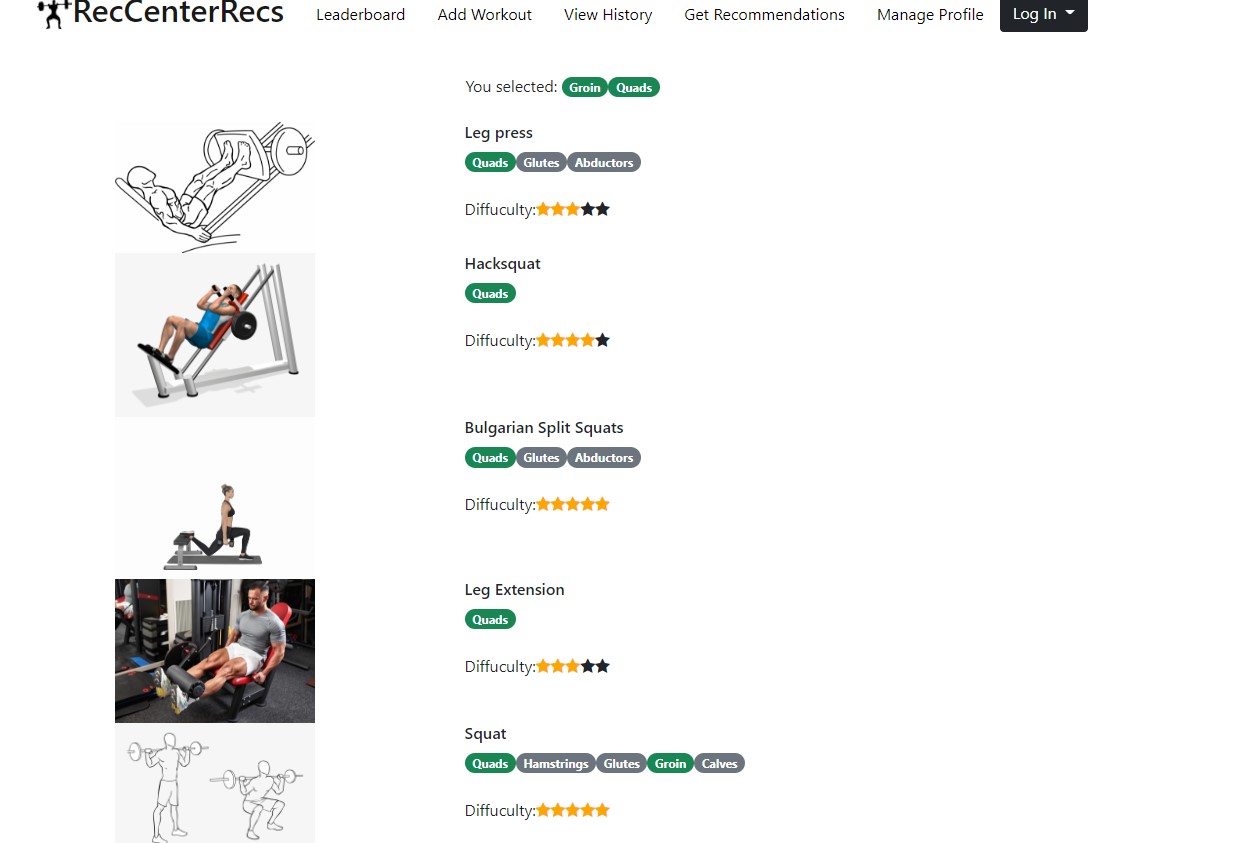 RecCenterRecs Leaderboard Add Workout View History Get Recommendations Manage Profile Log In
You selected: Groin Quads
Leg press
Quads Glutes Abductors
Diffuculty:
Hacksquat
Quads
Diffuculty:
Bulgarian Split Squats
Quads Glutes Abductors
Diffuculty:
Leg Extension
Quads
Diffuculty:
Squat
Quads Hamstrings Glutes Groin Calves
Diffuculty: